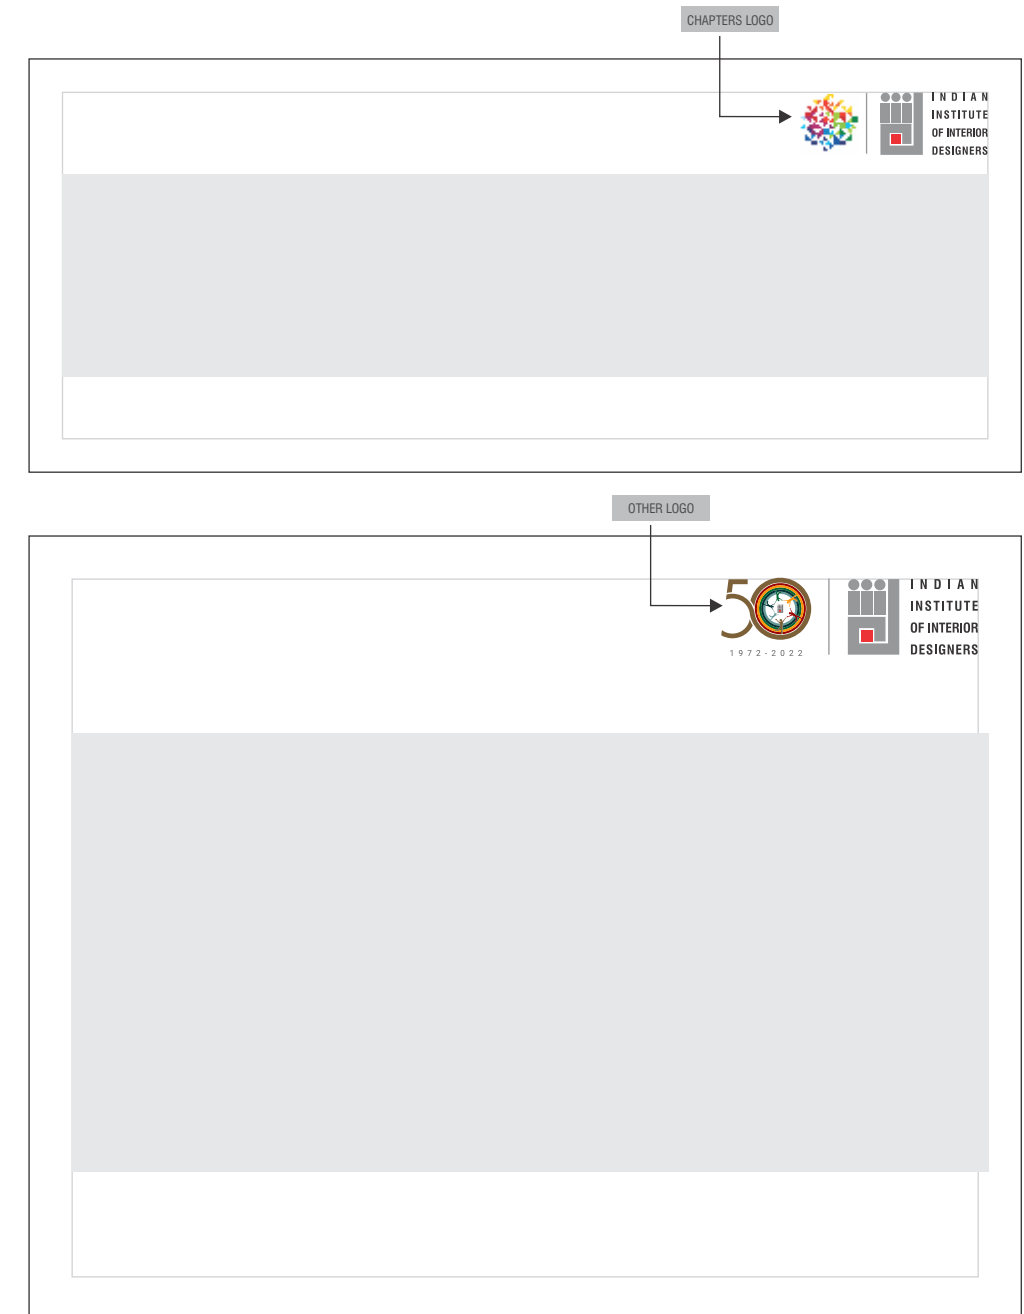 CHAPTERS LOGO
INDIAN
INSTITUTE
OF INTERIOR
DESIGNERS
OTHER LOGO
50
1972-2022
INDIAN
INSTITUTE
OF INTERIOR
DESIGNERS